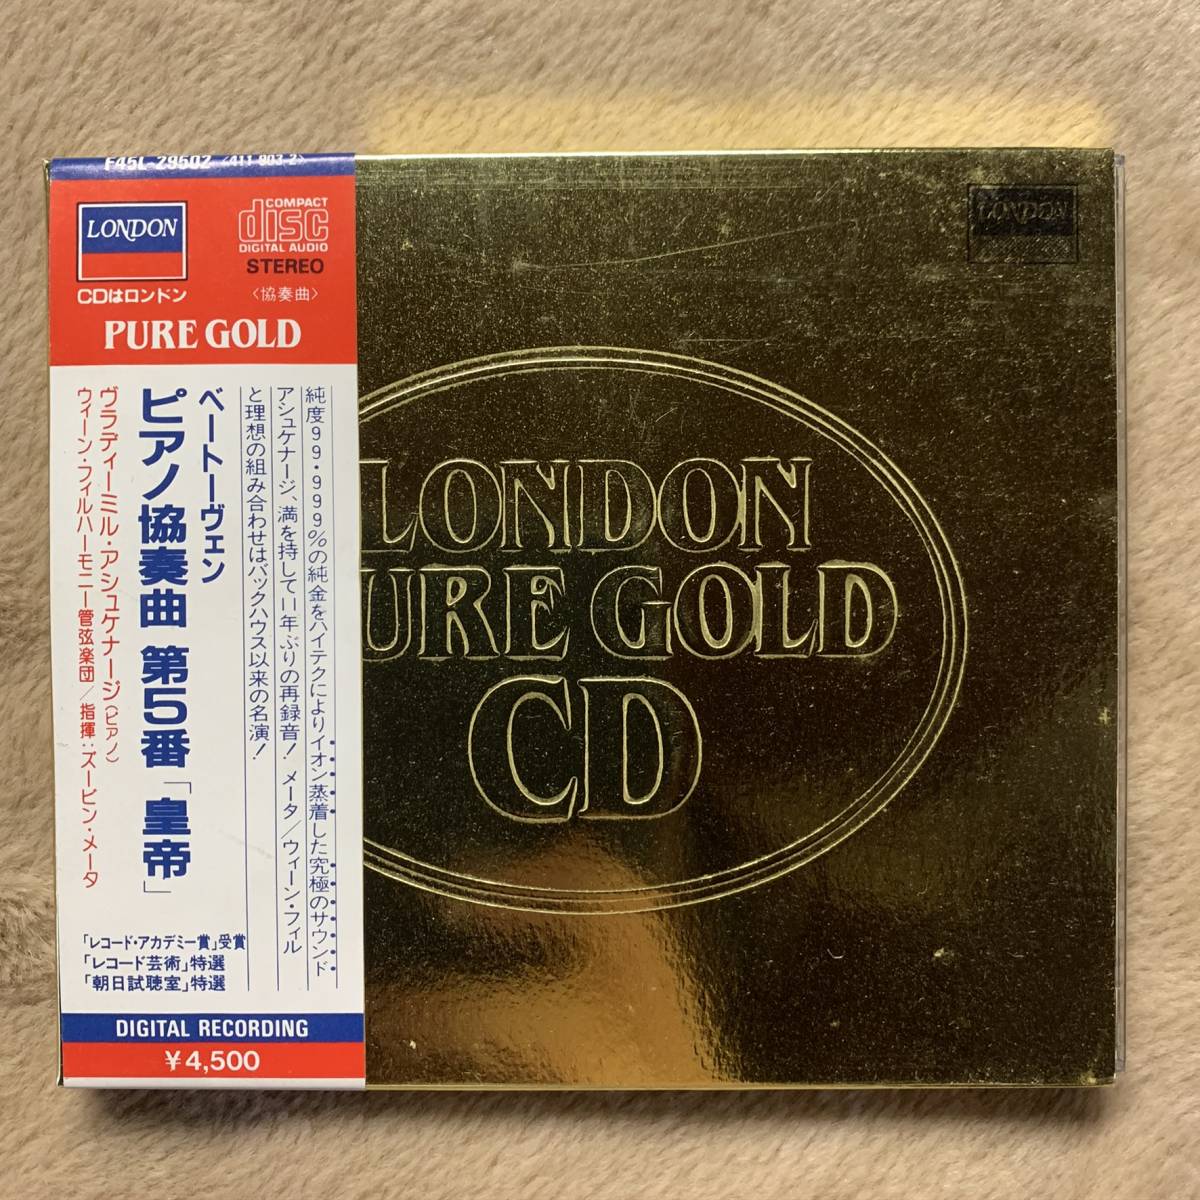 F45L-29502 <411 903-2>
LONDON
CDはロンドン
COMPACT
disc
DIGITAL AUDIO
STEREO
〈協奏曲〉
PURE GOLD
純度99・999%の純金をハイテクによりイオン蒸着した究極のサウンド
アシュケナージ、満を持して11年ぶりの再録音! メータ/ウィーン・フィル
と理想の組み合わせはバックハウス以来の名演!
ベートーヴェン
ピアノ協奏曲 第5番「皇帝」
ヴラディーミル・アシュケナージ(ピアノ)
ウィーン・フィルハーモニー管弦楽団/指揮:ズービン・メータ
「レコード・アカデミー賞」受賞
「レコード芸術」特選
「朝日試聴室」特選
DIGITAL RECORDING
¥4,500
LONDON
LONDON
PURE GOLD
CD